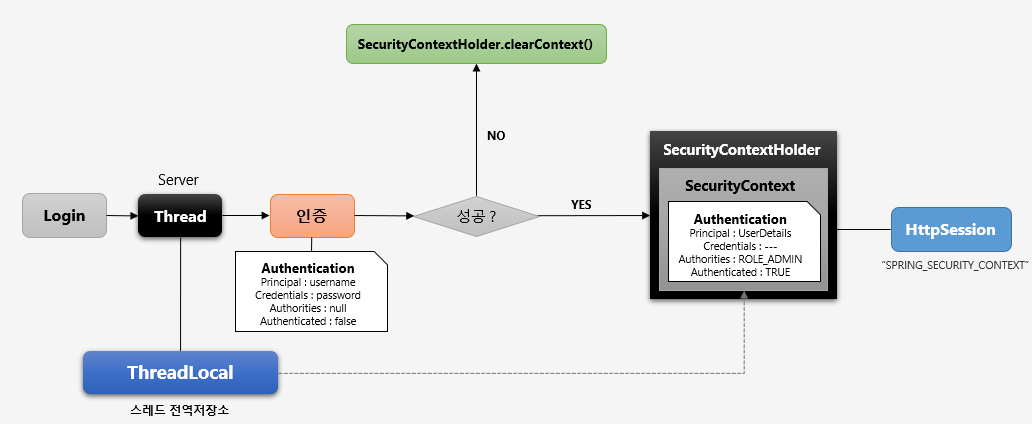 SecurityContextHolder.clearContext()
NO
Server
Login
Thread
인증
성공 ?
YES
SecurityContextHolder
SecurityContext
Authentication
Principal : UserDetails
Credentials : ---
Authorities : ROLE_ADMIN
Authenticated : TRUE
HttpSession
"SPRING_SECURITY_CONTEXT"
Authentication
Principal : username
Credentials : password
Authorities : null
Authenticated : false
ThreadLocal
스레드 전역저장소